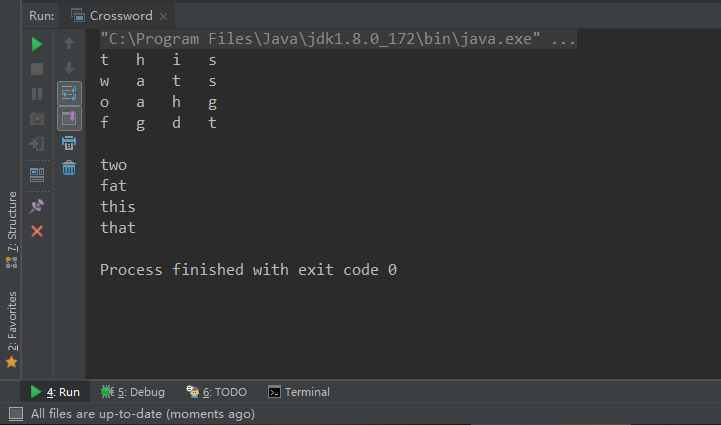 Run: Crossword
"C:\Program Files\Java\jdk1.8.0_172\bin\java.exe" ...
t h i s
w a t s
o a h g
f g d t
two
fat
this
that
Process finished with exit code 0
7: Structure
2: Favorites
4: Run 5: Debug 6: TODO Terminal
All files are up-to-date (moments ago)